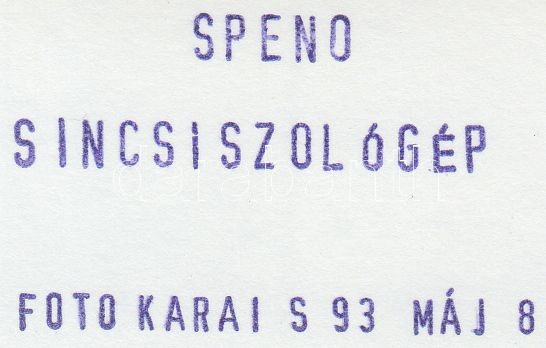 SPENO
SINCSISZOLÓGÉP
FOTO KARAI S 93 MÁJ 8